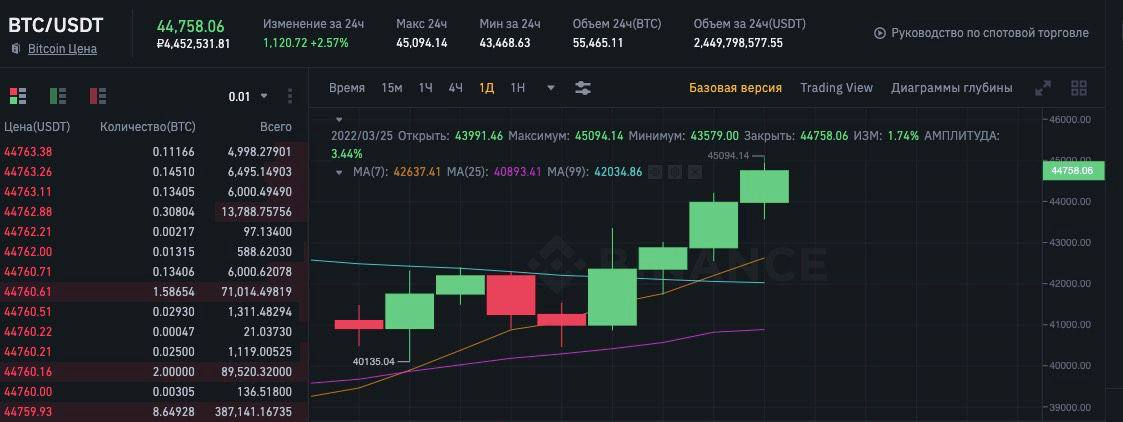 BTC/USDT
Bitcoin Цена
44,758.06
₽4,452,531.81
Изменение за 24ч
1,120.72 +2.57%
Макс 24ч
45,094.14
Мин за 24ч
43,468.63
Объем 24ч(BTC)
55,465.11
Объем за 24ч(USDT)
2,449,798,577.55
Руководство по спотовой торговле
0.01
Цена(USDT) Количество(BTC) Всего
44763.38 0.11166 4,998.27901
44763.26 0.14510 6,495.14903
44763.11 0.13405 6,000.49490
44762.88 0.30804 13,788.75756
44762.21 0.00217 97.13400
44762.00 0.01315 588.62030
44760.71 0.13406 6,000.62078
44760.61 1.58654 71,014.49819
44760.51 0.02930 1,311.48294
44760.22 0.00047 21.03730
44760.21 0.02500 1,119.00525
44760.16 2.00000 89,520.32000
44760.00 0.00305 136.51800
44759.93 8.64928 387,141.16735
Время 15м 1Ч 4Ч 1Д 1Н
Базовая версия Trading View Диаграммы глубины
2022/03/25 Открыть: 43991.46 Максимум: 45094.14 Минимум: 43579.00 Закрыть: 44758.06 ИЗМ: 1.74% АМПЛИТУДА:
3.44%
MA(7): 42637.41 MA(25): 40893.41 MA(99): 42034.86
45094.14
40135.04
BINANCE
46000.00
45000.00
44758.06
44000.00
43000.00
42000.00
41000.00
40000.00
39000.00